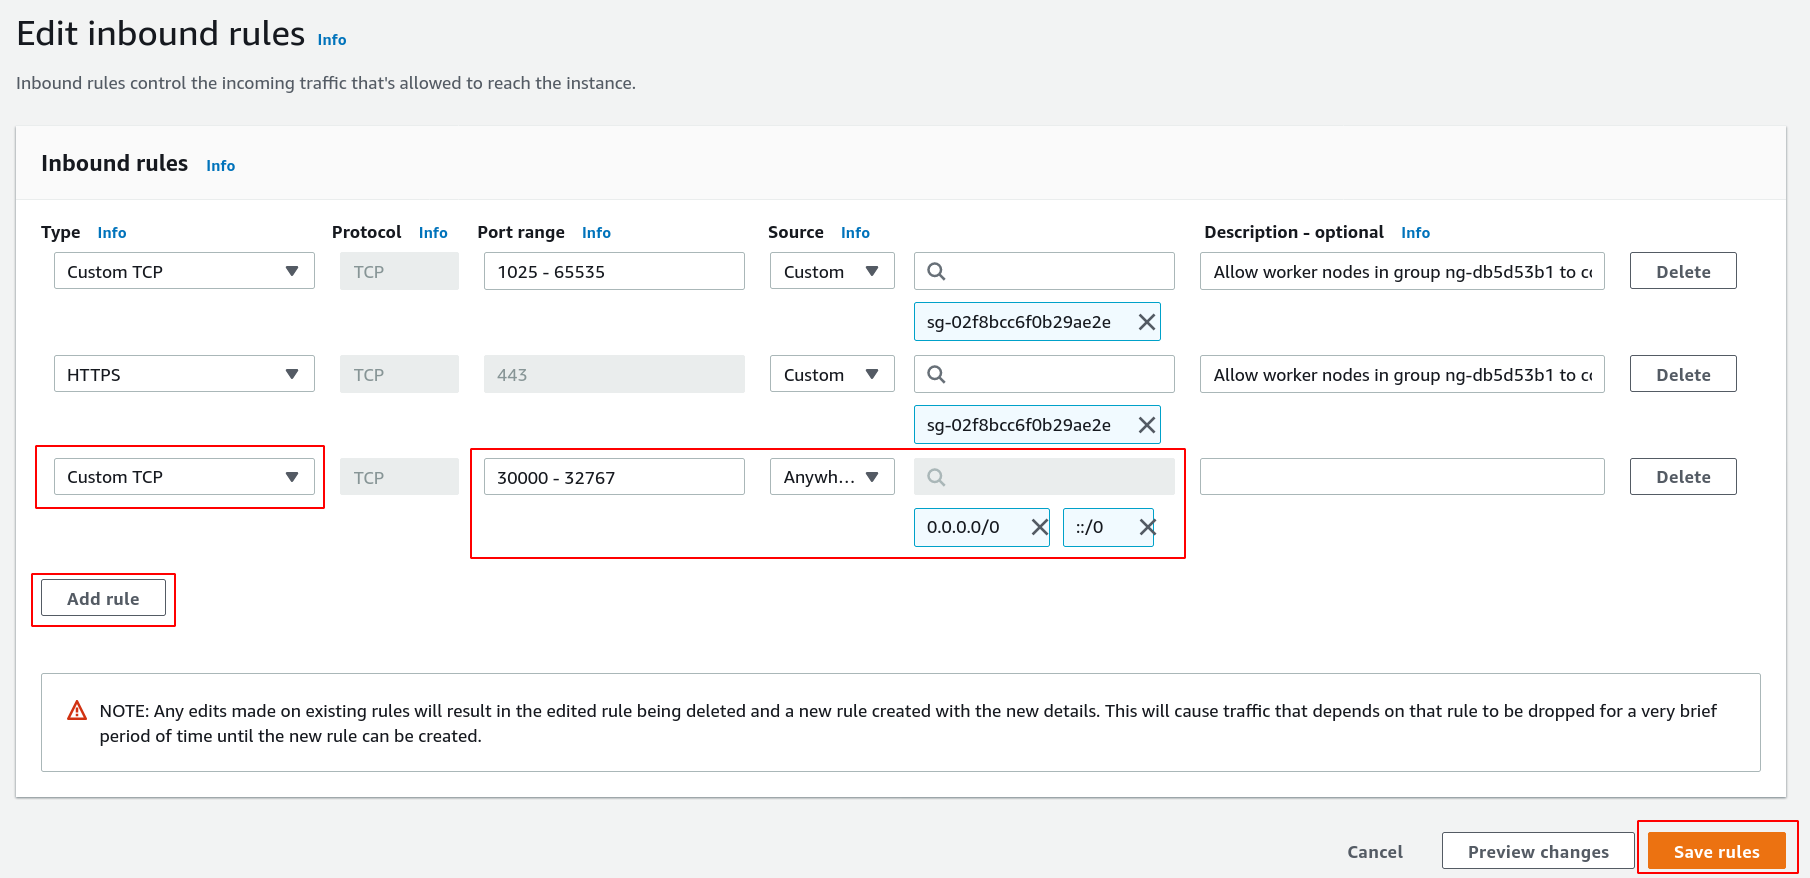 Edit inbound rules Info
Inbound rules control the incoming traffic that's allowed to reach the instance.
Inbound rules Info
Type Info Protocol Info Port range Info Source Info Description - optional Info
Custom TCP TCP 1025 - 65535 Custom Allow worker nodes in group ng-db5d53b1 to co Delete
sg-02f8bcc6f0b29ae2e
HTTPS TCP 443 Custom Allow worker nodes in group ng-db5d53b1 to co Delete
sg-02f8bcc6f0b29ae2e
Custom TCP TCP 30000 - 32767 Anywh... Delete
0.0.0.0/0 ::/0
Add rule
NOTE: Any edits made on existing rules will result in the edited rule being deleted and a new rule created with the new details. This will cause traffic that depends on that rule to be dropped for a very brief
period of time until the new rule can be created.
Cancel Preview changes Save rules